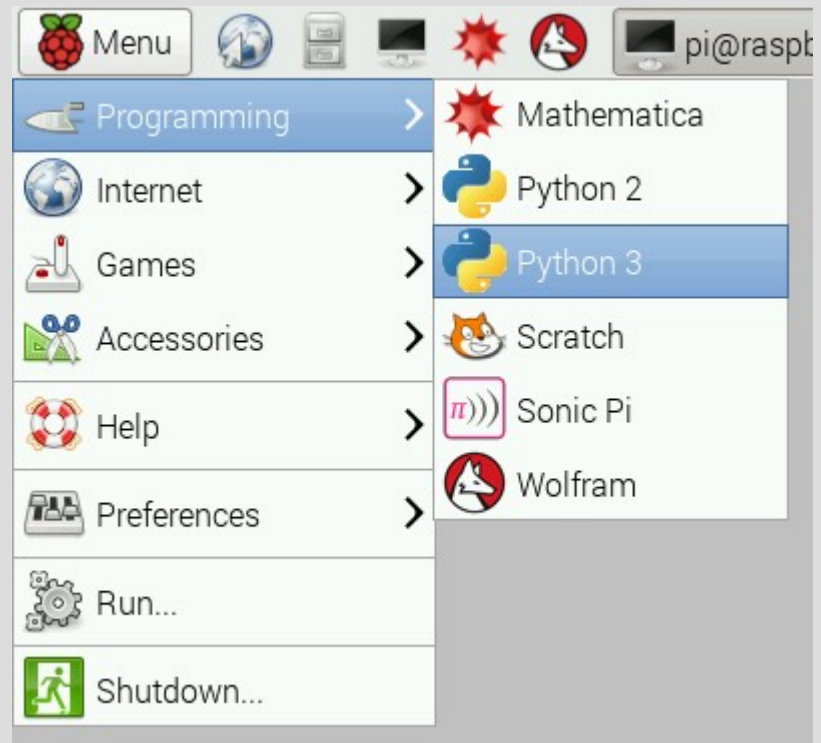 Menu
pi@raspb
Programming
Internet
Games
Accessories
Help
Preferences
Run...
Shutdown...
Mathematica
Python 2
Python 3
Scratch
π)))
Sonic Pi
Wolfram